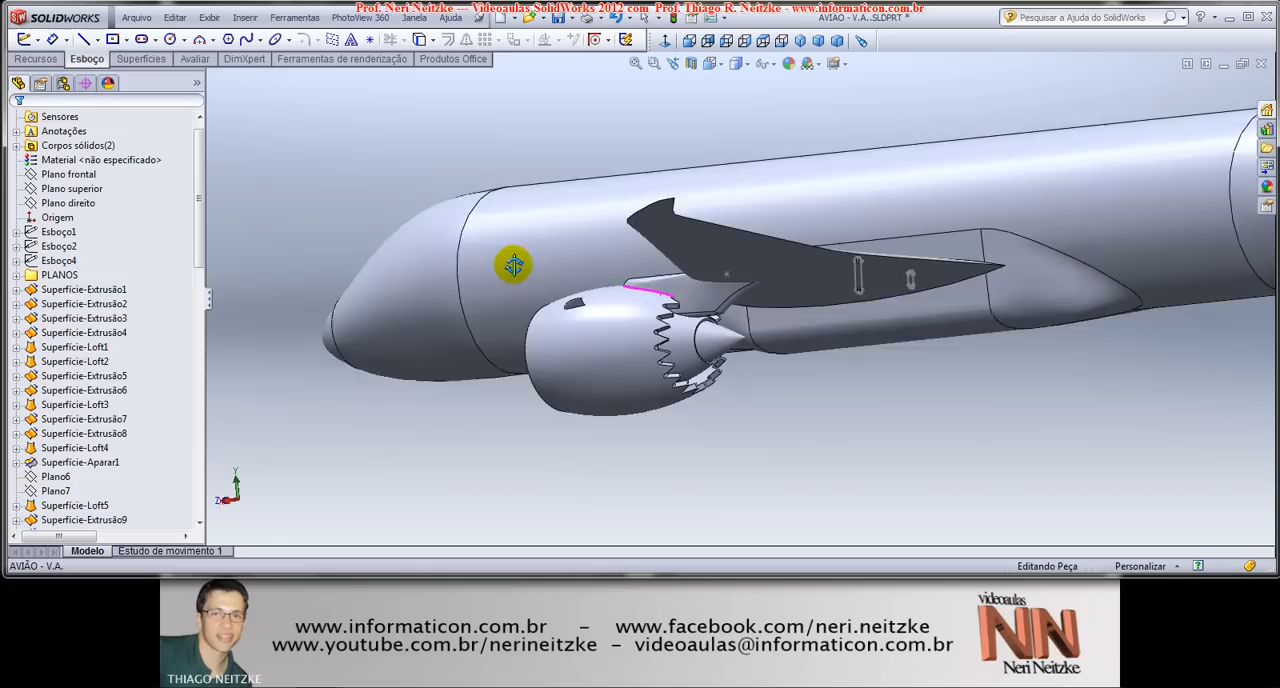 Prof. Neri Neitzke --- Videoaulas SolidWorks 2012 com Prof. Thiago R. Neitzke - www.informaticon.com.br
SOLIDWORKS
Arquivo Editar Exibir Inserir Ferramentas PhotoView 360 Janela Ajuda
AVIÃO - V.A..SLDPRT *
Pesquisar a Ajuda do SolidWorks
Recursos Esboço Superfícies Avaliar DimXpert Ferramentas de renderização Produtos Office
Sensores
Anotações
Corpos sólidos(2)
Material <não especificado>
Plano frontal
Plano superior
Plano direito
Origem
Esboço1
Esboço2
Esboço4
PLANOS
Superfície-Extrusão1
Superfície-Extrusão2
Superfície-Extrusão3
Superfície-Extrusão4
Superfície-Loft1
Superfície-Loft2
Superfície-Extrusão5
Superfície-Extrusão6
Superfície-Loft3
Superfície-Extrusão7
Superfície-Extrusão8
Superfície-Loft4
Superfície-Aparar1
Plano6
Plano7
Superfície-Loft5
Superfície-Extrusão9
Y
Z
Modelo Estudo de movimento 1
AVIÃO - V.A.
Editando Peça
Personalizar
www.informaticon.com.br - www.facebook.com/neri.neitzke
www.youtube.com.br/nerineitzke - videoaulas@informaticon.com.br
THIAGO NEITZKE
videoaulas
NN
Neri Neitzke